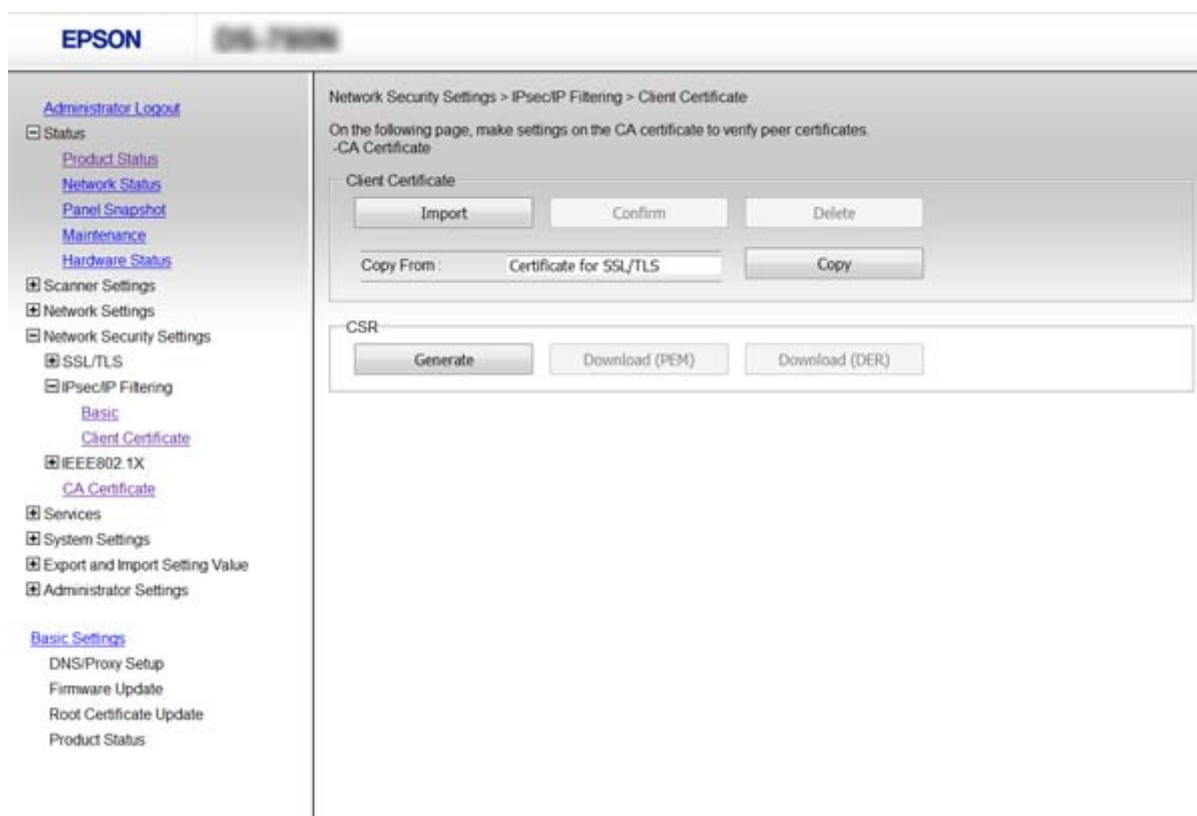 EPSON
Administrator Logout
Status
Product Status
Network Status
Panel Snapshot
Maintenance
Hardware Status
Scanner Settings
Network Settings
Network Security Settings
SSL/TLS
IPsec/IP Filtering
Basic
Client Certificate
IEEE802.1X
CA Certificate
Services
System Settings
Export and Import Setting Value
Administrator Settings
Basic Settings
DNS/Proxy Setup
Firmware Update
Root Certificate Update
Product Status
Network Security Settings > IPsec/IP Filtering > Client Certificate
On the following page, make settings on the CA certificate to verify peer certificates.
-CA Certificate
Client Certificate
Import Confirm Delete
Copy From : Certificate for SSL/TLS Copy
CSR
Generate Download (PEM) Download (DER)